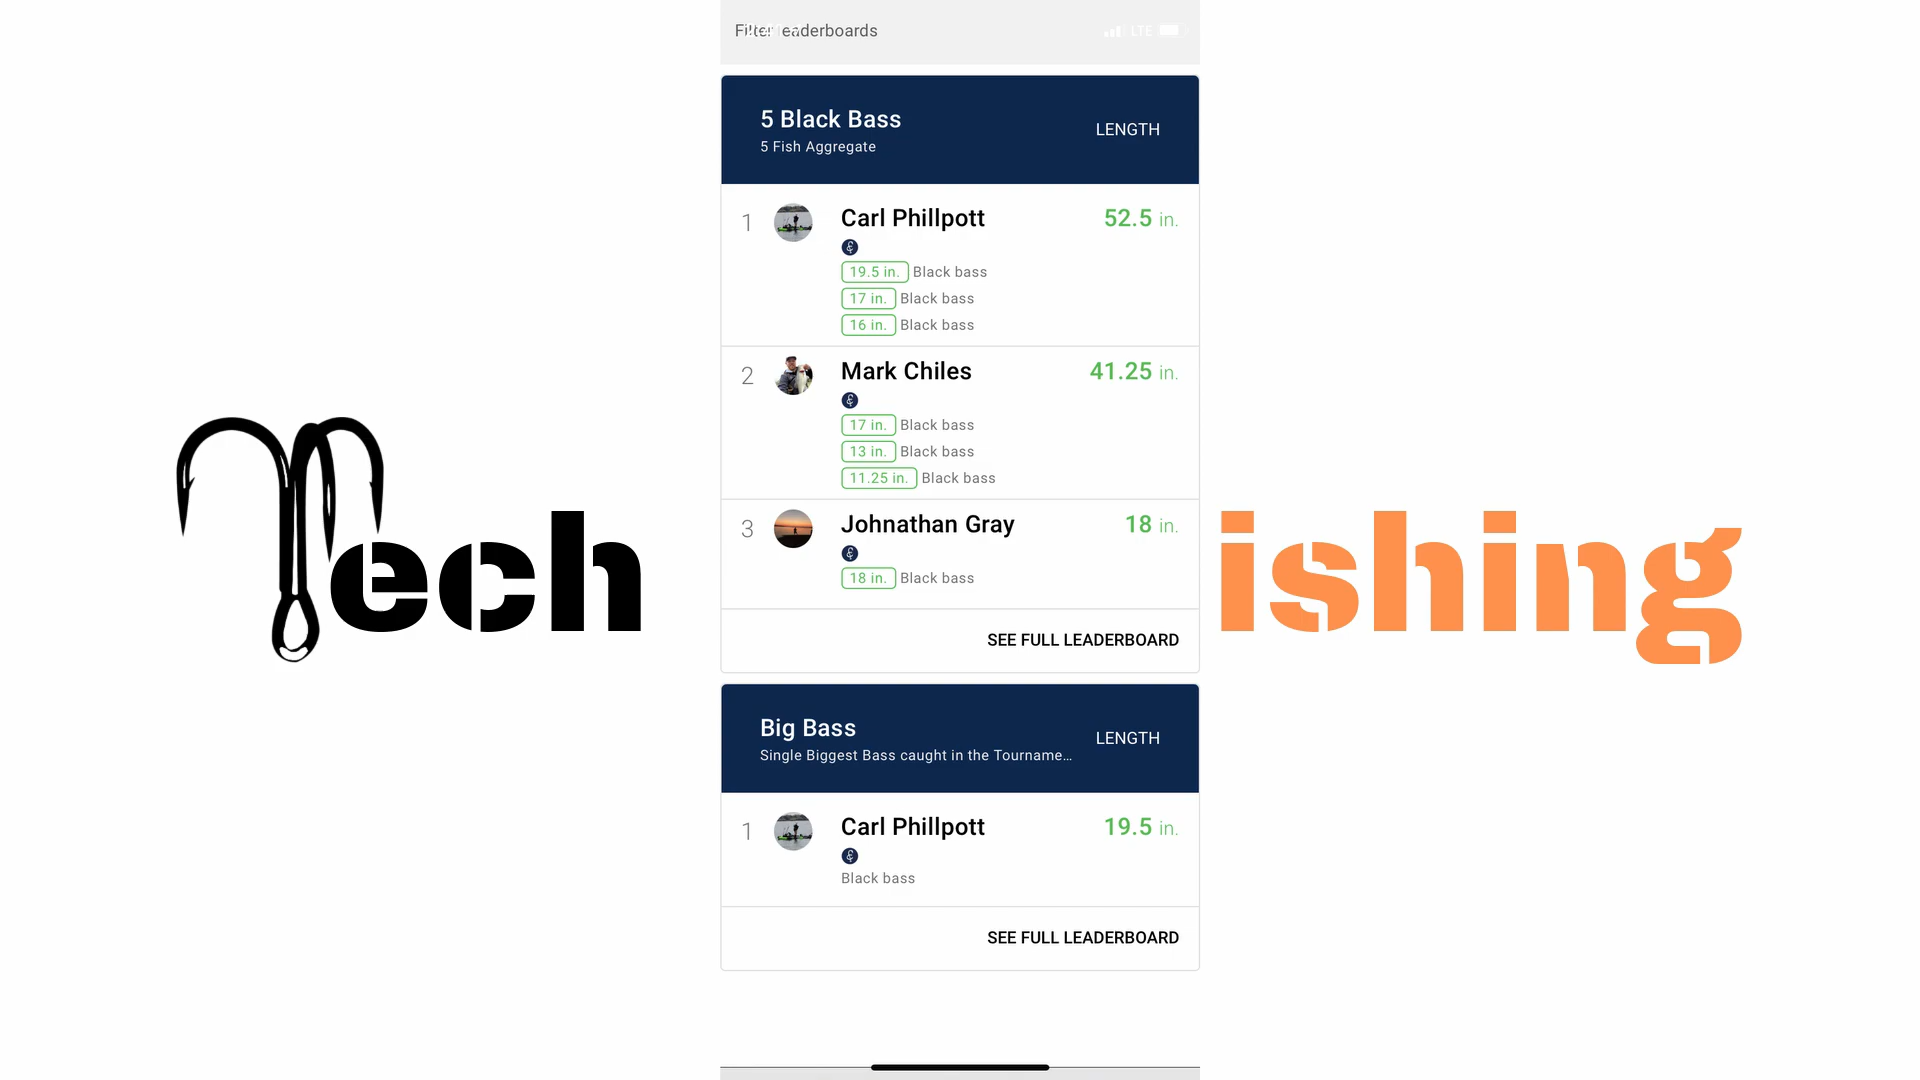 Filter leaderboards
LTE
5 Black Bass
5 Fish Aggregate
LENGTH
1
Carl Phillpott
52.5 in.
19.5 in. Black bass
17 in. Black bass
16 in. Black bass
2
Mark Chiles
41.25 in.
17 in. Black bass
13 in. Black bass
11.25 in. Black bass
3
Johnathan Gray
18 in.
18 in. Black bass
SEE FULL LEADERBOARD
Big Bass
Single Biggest Bass caught in the Tourname...
LENGTH
1
Carl Phillpott
19.5 in.
Black bass
SEE FULL LEADERBOARD
Tech
ishing